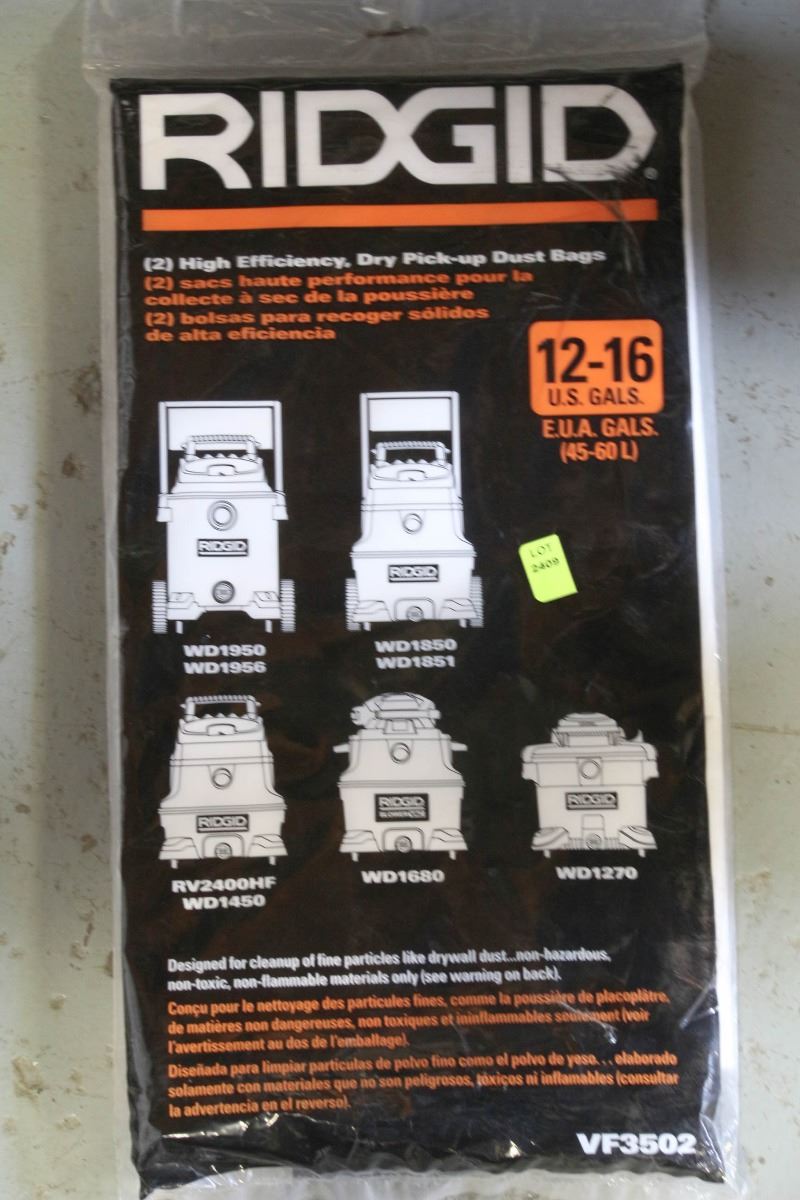 RIDGID
(2) High Efficiency, Dry Pick-up Dust Bags
(2) sacs haute performance pour la
collecte à sec de la poussière
(2) bolsas para recoger sólidos
de alta eficiencia
12-16
U.S. GALS.
E.U.A. GALS.
(45-60 L)
RIDGID
RIDGID
LOT
2409
WD1950
WD1956
WD1850
WD1851
RIDGID
RIDGID
RIDGID
RV2400HF
WD1450
WD1680
WD1270
Designed for cleanup of fine particles like drywall dust...non-hazardous,
non-toxic, non-flammable materials only (see warning on back).
Conçu pour le nettoyage des particules fines, comme la poussière de placoplâtre,
de matières non dangereuses, non toxiques et ininflammables seulement (voir
l'avertissement au dos de l'emballage).
Diseñada para limpiar partículas de polvo fino como el polvo de yeso. . . elaborado
solamente con materiales que no son peligrosos, tóxicos ni inflamables (consultar
la advertencia en el reverso).
VF3502